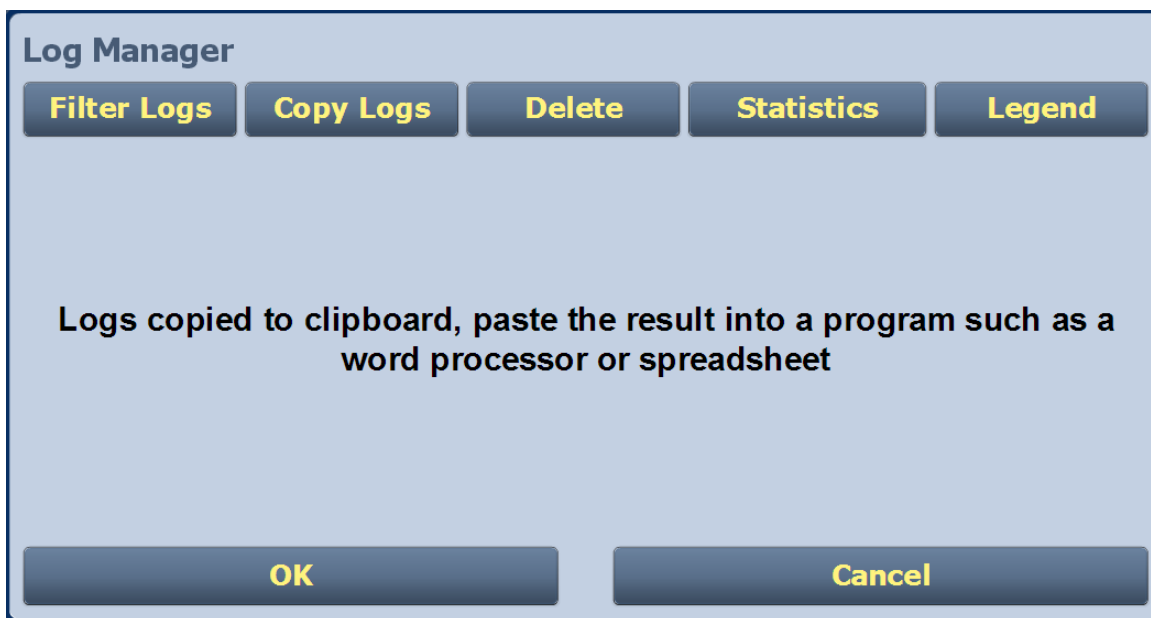 Log Manager
Filter Logs Copy Logs Delete Statistics Legend
Logs copied to clipboard, paste the result into a program such as a
word processor or spreadsheet
OK Cancel